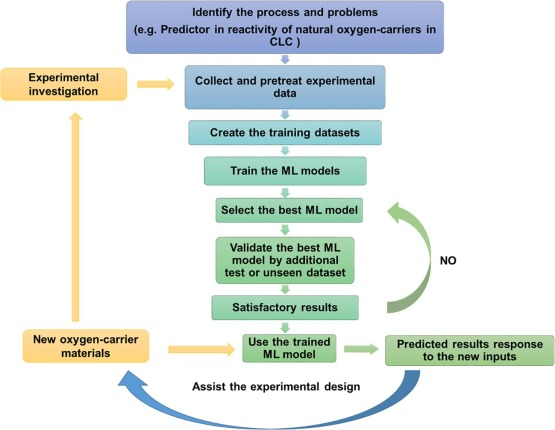 Identify the process and problems
(e.g. Predictor in reactivity of natural oxygen-carriers in
CLC )
Experimental
investigation
Collect and pretreat experimental
data
Create the training datasets
Train the ML models
Select the best ML model
Validate the best ML
model by additional
test or unseen dataset
NO
Satisfactory results
New oxygen-carrier
materials
Use the trained
ML model
Predicted results response
to the new inputs
Assist the experimental design